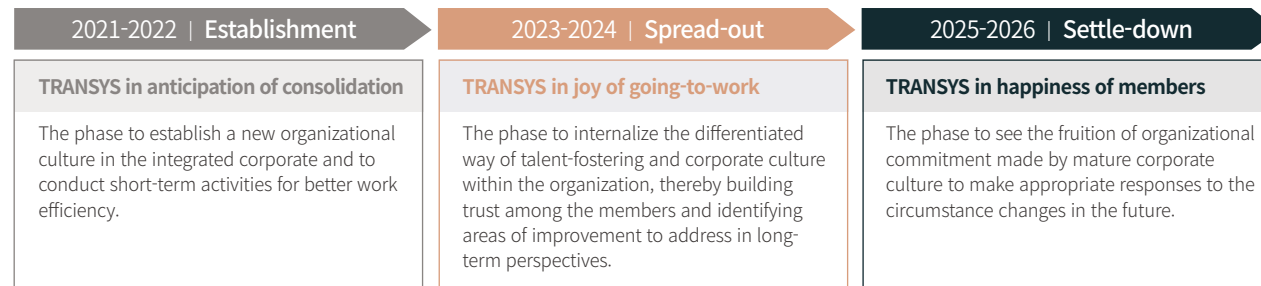 2021-2022 | Establishment
TRANSYS in anticipation of consolidation
The phase to establish a new organizational
culture in the integrated corporate and to
conduct short-term activities for better work
efficiency.
2023-2024 | Spread-out
TRANSYS in joy of going-to-work
The phase to internalize the differentiated
way of talent-fostering and corporate culture
within the organization, thereby building
trust among the members and identifying
areas of improvement to address in long-
term perspectives.
2025-2026 | Settle-down
TRANSYS in happiness of members
The phase to see the fruition of organizational
commitment made by mature corporate
culture to make appropriate responses to the
circumstance changes in the future.